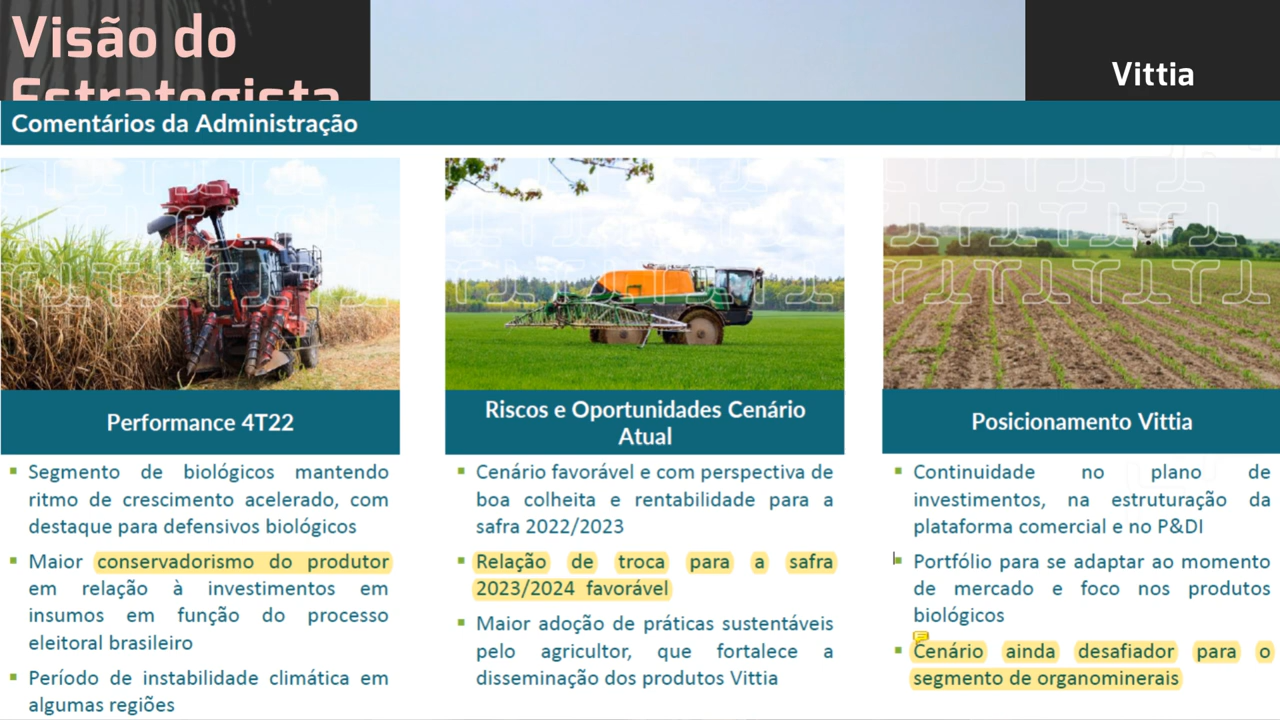 Visão do
Estrategista
Vittia
Comentários da Administração
Performance 4T22
Segmento de biológicos mantendo
ritmo de crescimento acelerado, com
destaque para defensivos biológicos
Maior conservadorismo do produtor
em relação à investimentos em
insumos em função do processo
eleitoral brasileiro
Período de instabilidade climática em
algumas regiões
Riscos e Oportunidades Cenário
Atual
Cenário favorável e com perspectiva de
boa colheita e rentabilidade para a
safra 2022/2023
Relação de troca para a safra
2023/2024 favorável
Maior adoção de práticas sustentáveis
pelo agricultor, que fortalece a
disseminação dos produtos Vittia
Posicionamento Vittia
Continuidade no plano de
investimentos, na estruturação da
plataforma comercial e no P&DI
Portfólio para se adaptar ao momento
de mercado e foco nos produtos
biológicos
Cenário ainda desafiador para o
segmento de organominerais